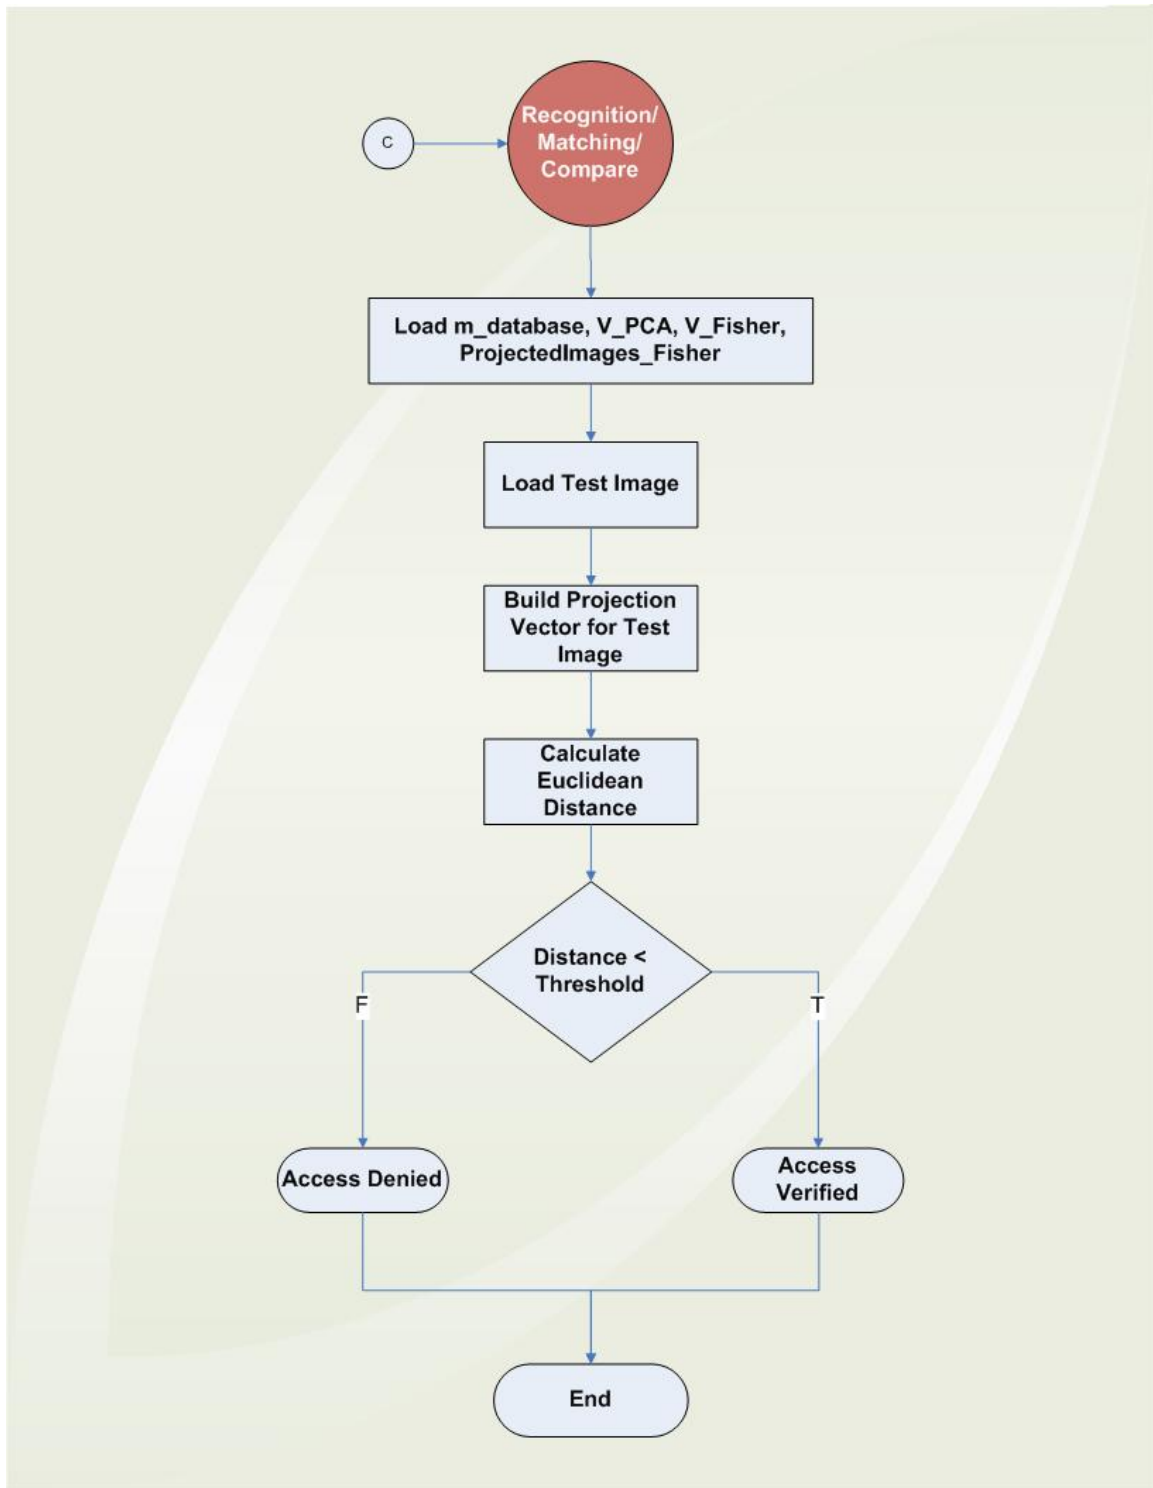 C
Recognition/
Matching/
Compare
Load m_database, V_PCA, V_Fisher,
ProjectedImages_Fisher
Load Test Image
Build Projection
Vector for Test
Image
Calculate
Euclidean
Distance
Distance <
Threshold
F
T
Access Denied
Access
Verified
End